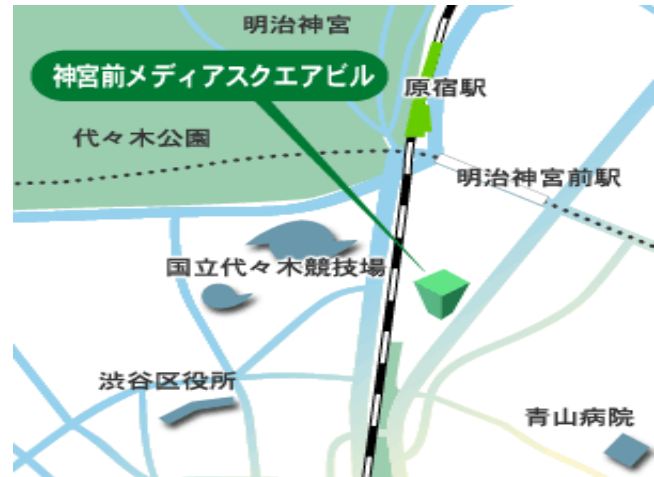 明治神宮
神宮前メディアスクエアビル
原宿駅
代々木公園
明治神宮前駅
国立代々木競技場
渋谷区役所
青山病院